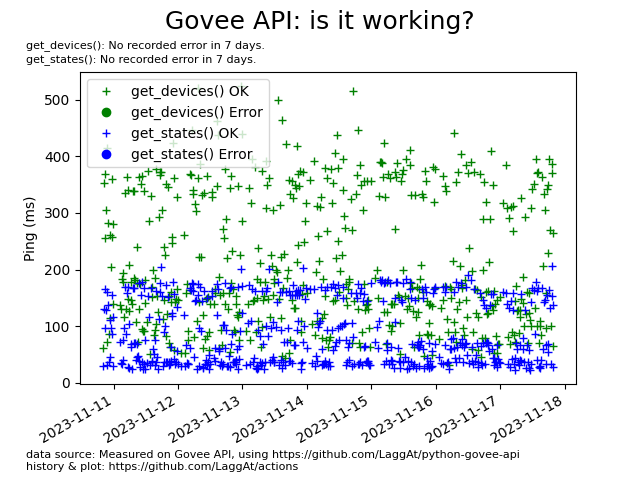 Govee API: is it working?
get_devices(): No recorded error in 7 days.
get_states(): No recorded error in 7 days.
get_devices() OK
get_devices() Error
get_states() OK
get_states() Error
Ping (ms)
500
400
300
200
100
0
2023-11-11
2023-11-12
2023-11-13
2023-11-14
2023-11-15
2023-11-16
2023-11-17
2023-11-18
data source: Measured on Govee API, using https://github.com/LaggAt/python-govee-api
history & plot: https://github.com/LaggAt/actions